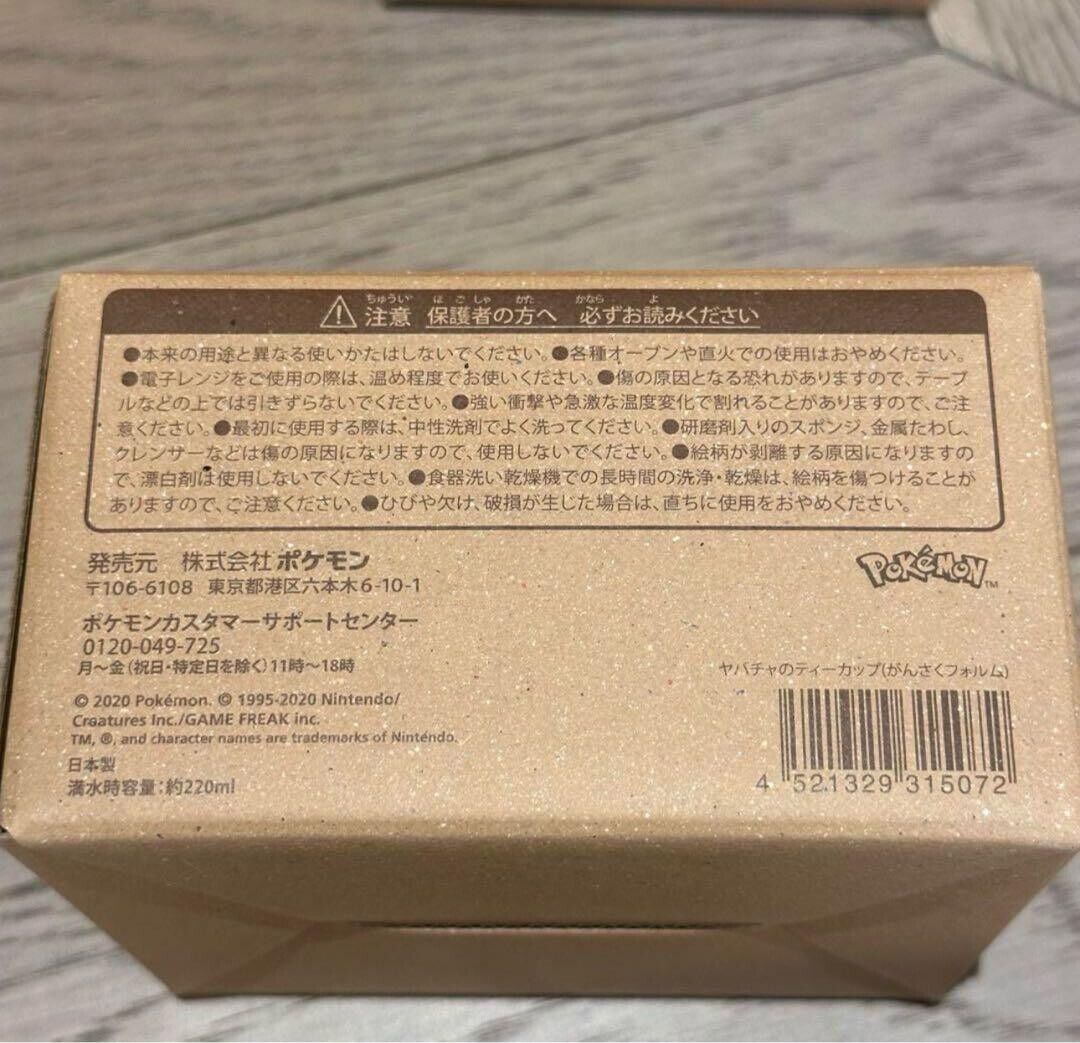 ちゅうい ほごしゃ かた かなら よ
注意 保護者の方へ 必ずお読みください
●本来の用途と異なる使いかたはしないでください。●各種オーブンや直火での使用はおやめください。
●電子レンジをご使用の際は、温め程度でお使いください。●傷の原因となる恐れがありますので、テーブ
ルなどの上では引きずらないでください。●強い衝撃や急激な温度変化で割れることがありますので、ご注
意ください。●最初に使用する際は、中性洗剤でよく洗ってください。●研磨剤入りのスポンジ、金属たわし、
クレンザーなどは傷の原因になりますので、使用しないでください。●絵柄が剥離する原因になりますの
で、漂白剤は使用しないでください。●食器洗い乾燥機での長時間の洗浄・乾燥は、絵柄を傷つけることが
ありますので、ご注意ください。●ひびや欠け、破損が生じた場合は、直ちに使用をおやめください。
発売元 株式会社ポケモン
〒106-6108 東京都港区六本木6-10-1
POKéMON™
ポケモンカスタマーサポートセンター
0120-049-725
月〜金(祝日・特定日を除く)11時〜18時
ヤバチャのティーカップ(がんさくフォルム)
© 2020 Pokémon. © 1995-2020 Nintendo/
Creatures Inc./GAME FREAK inc.
TM, ®, and character names are trademarks of Nintendo.
日本製
満水時容量:約220ml
4 521329 315072